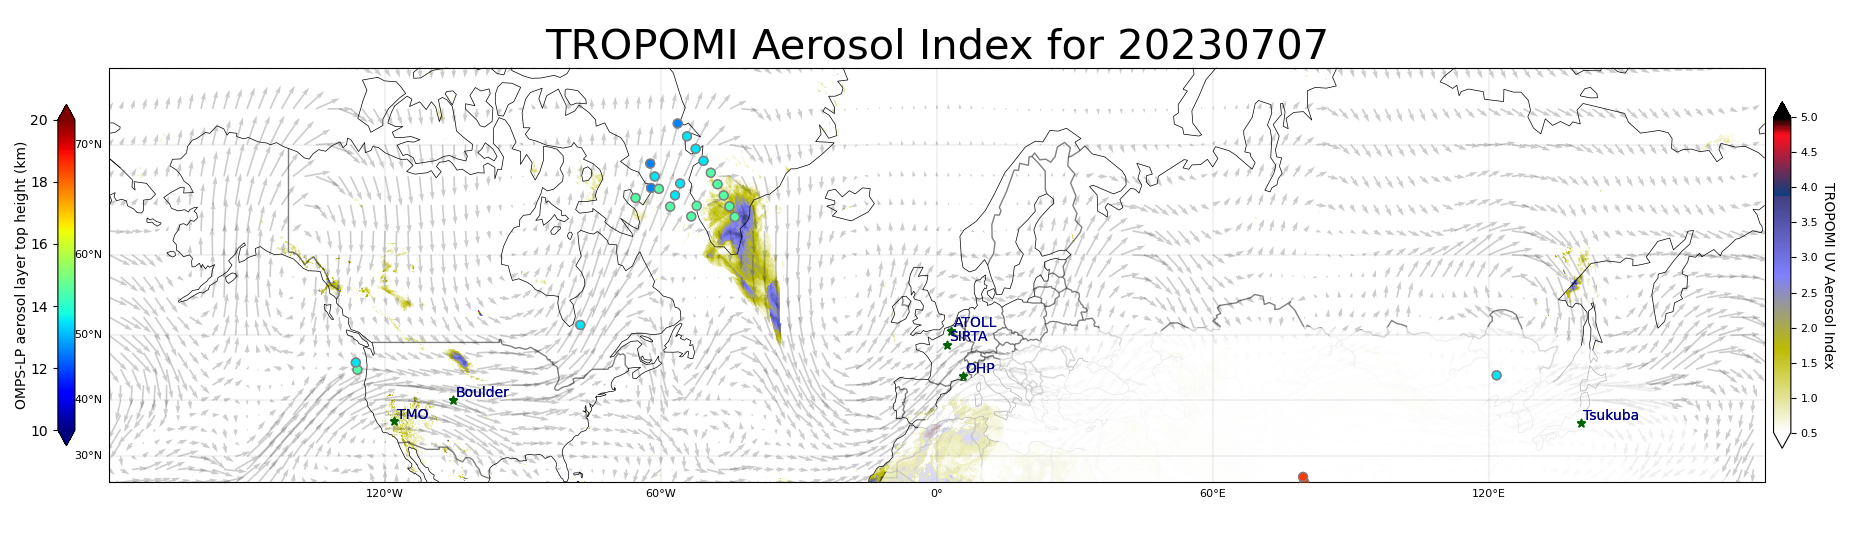 TROPOMI Aerosol Index for 20230707
OMPS-LP aerosol layer top height (km)
20
18
16
14
12
10
70°N
60°N
50°N
40°N
30°N
120°W
60°W
0°
60°E
120°E
ATOLL
SIRTA
OHP
Boulder
TMO
Tsukuba
5.0
4.5
4.0
3.5
3.0
2.5
2.0
1.5
1.0
0.5
TROPOMI UV Aerosol Index